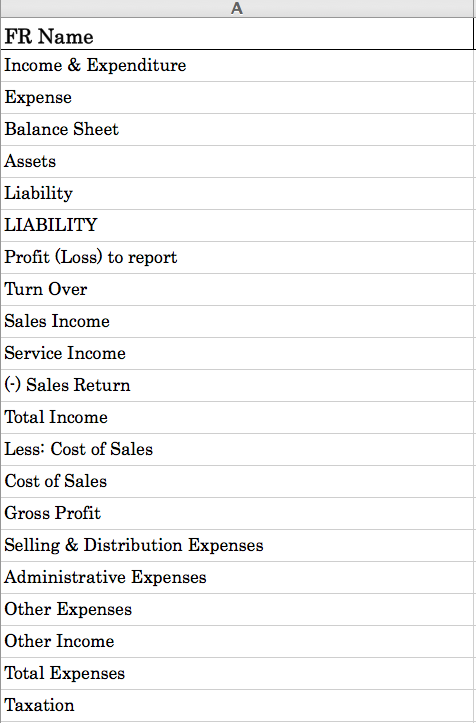 A
FR Name
Income & Expenditure
Expense
Balance Sheet
Assets
Liability
LIABILITY
Profit (Loss) to report
Turn Over
Sales Income
Service Income
(-) Sales Return
Total Income
Less: Cost of Sales
Cost of Sales
Gross Profit
Selling & Distribution Expenses
Administrative Expenses
Other Expenses
Other Income
Total Expenses
Taxation